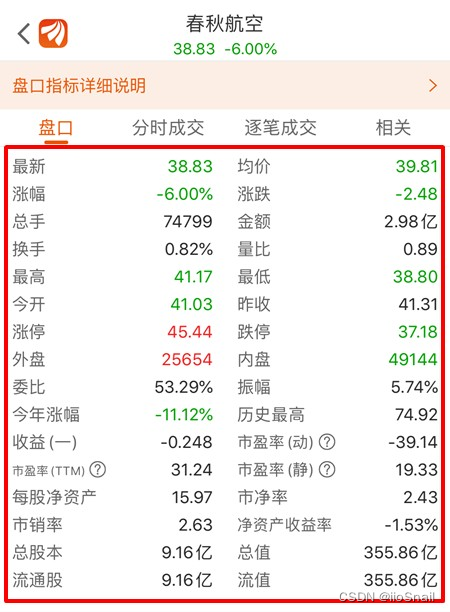 春秋航空
38.83 -6.00%
盘口指标详细说明
盘口 分时成交 逐笔成交 相关
最新 38.83 均价 39.81
涨幅 -6.00% 涨跌 -2.48
总手 74799 金额 2.98亿
换手 0.82% 量比 0.89
最高 41.17 最低 38.80
今开 41.03 昨收 41.31
涨停 45.44 跌停 37.18
外盘 25654 内盘 49144
委比 53.29% 振幅 5.74%
今年涨幅 -11.12% 历史最高 74.92
收益(一) -0.248 市盈率(动) ? -39.14
市盈率(TTM) ? 31.24 市盈率(静) ? 19.33
每股净资产 15.97 市净率 2.43
市销率 2.63 净资产收益率 -1.53%
总股本 9.16亿 总值 355.86亿
流通股 9.16亿 流值 355.86亿
CSDN @jjoSnail